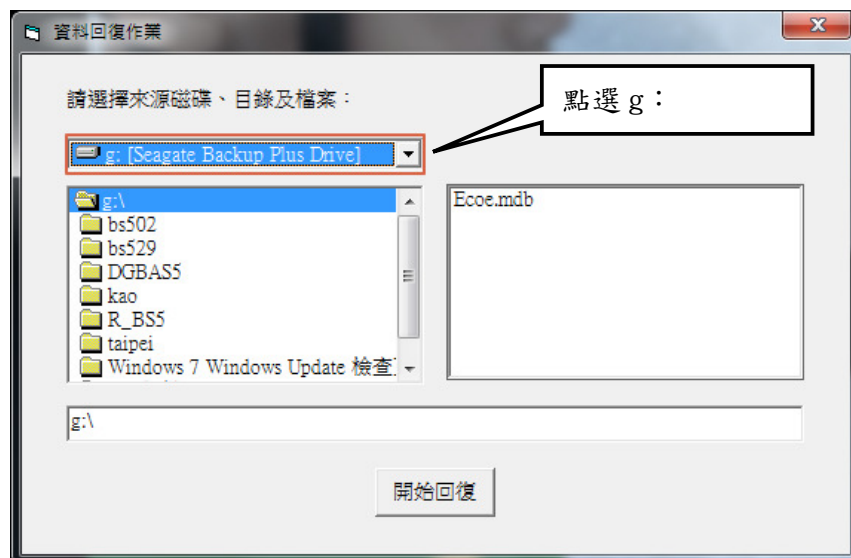 資料回復作業
請選擇來源磁碟、目錄及檔案：
點選 g：
g: [Seagate Backup Plus Drive]
g:\
bs502
bs529
DGBAS5
kao
R_BS5
taipei
Windows 7 Windows Update 檢查
Ecoe.mdb
g:\
開始回復